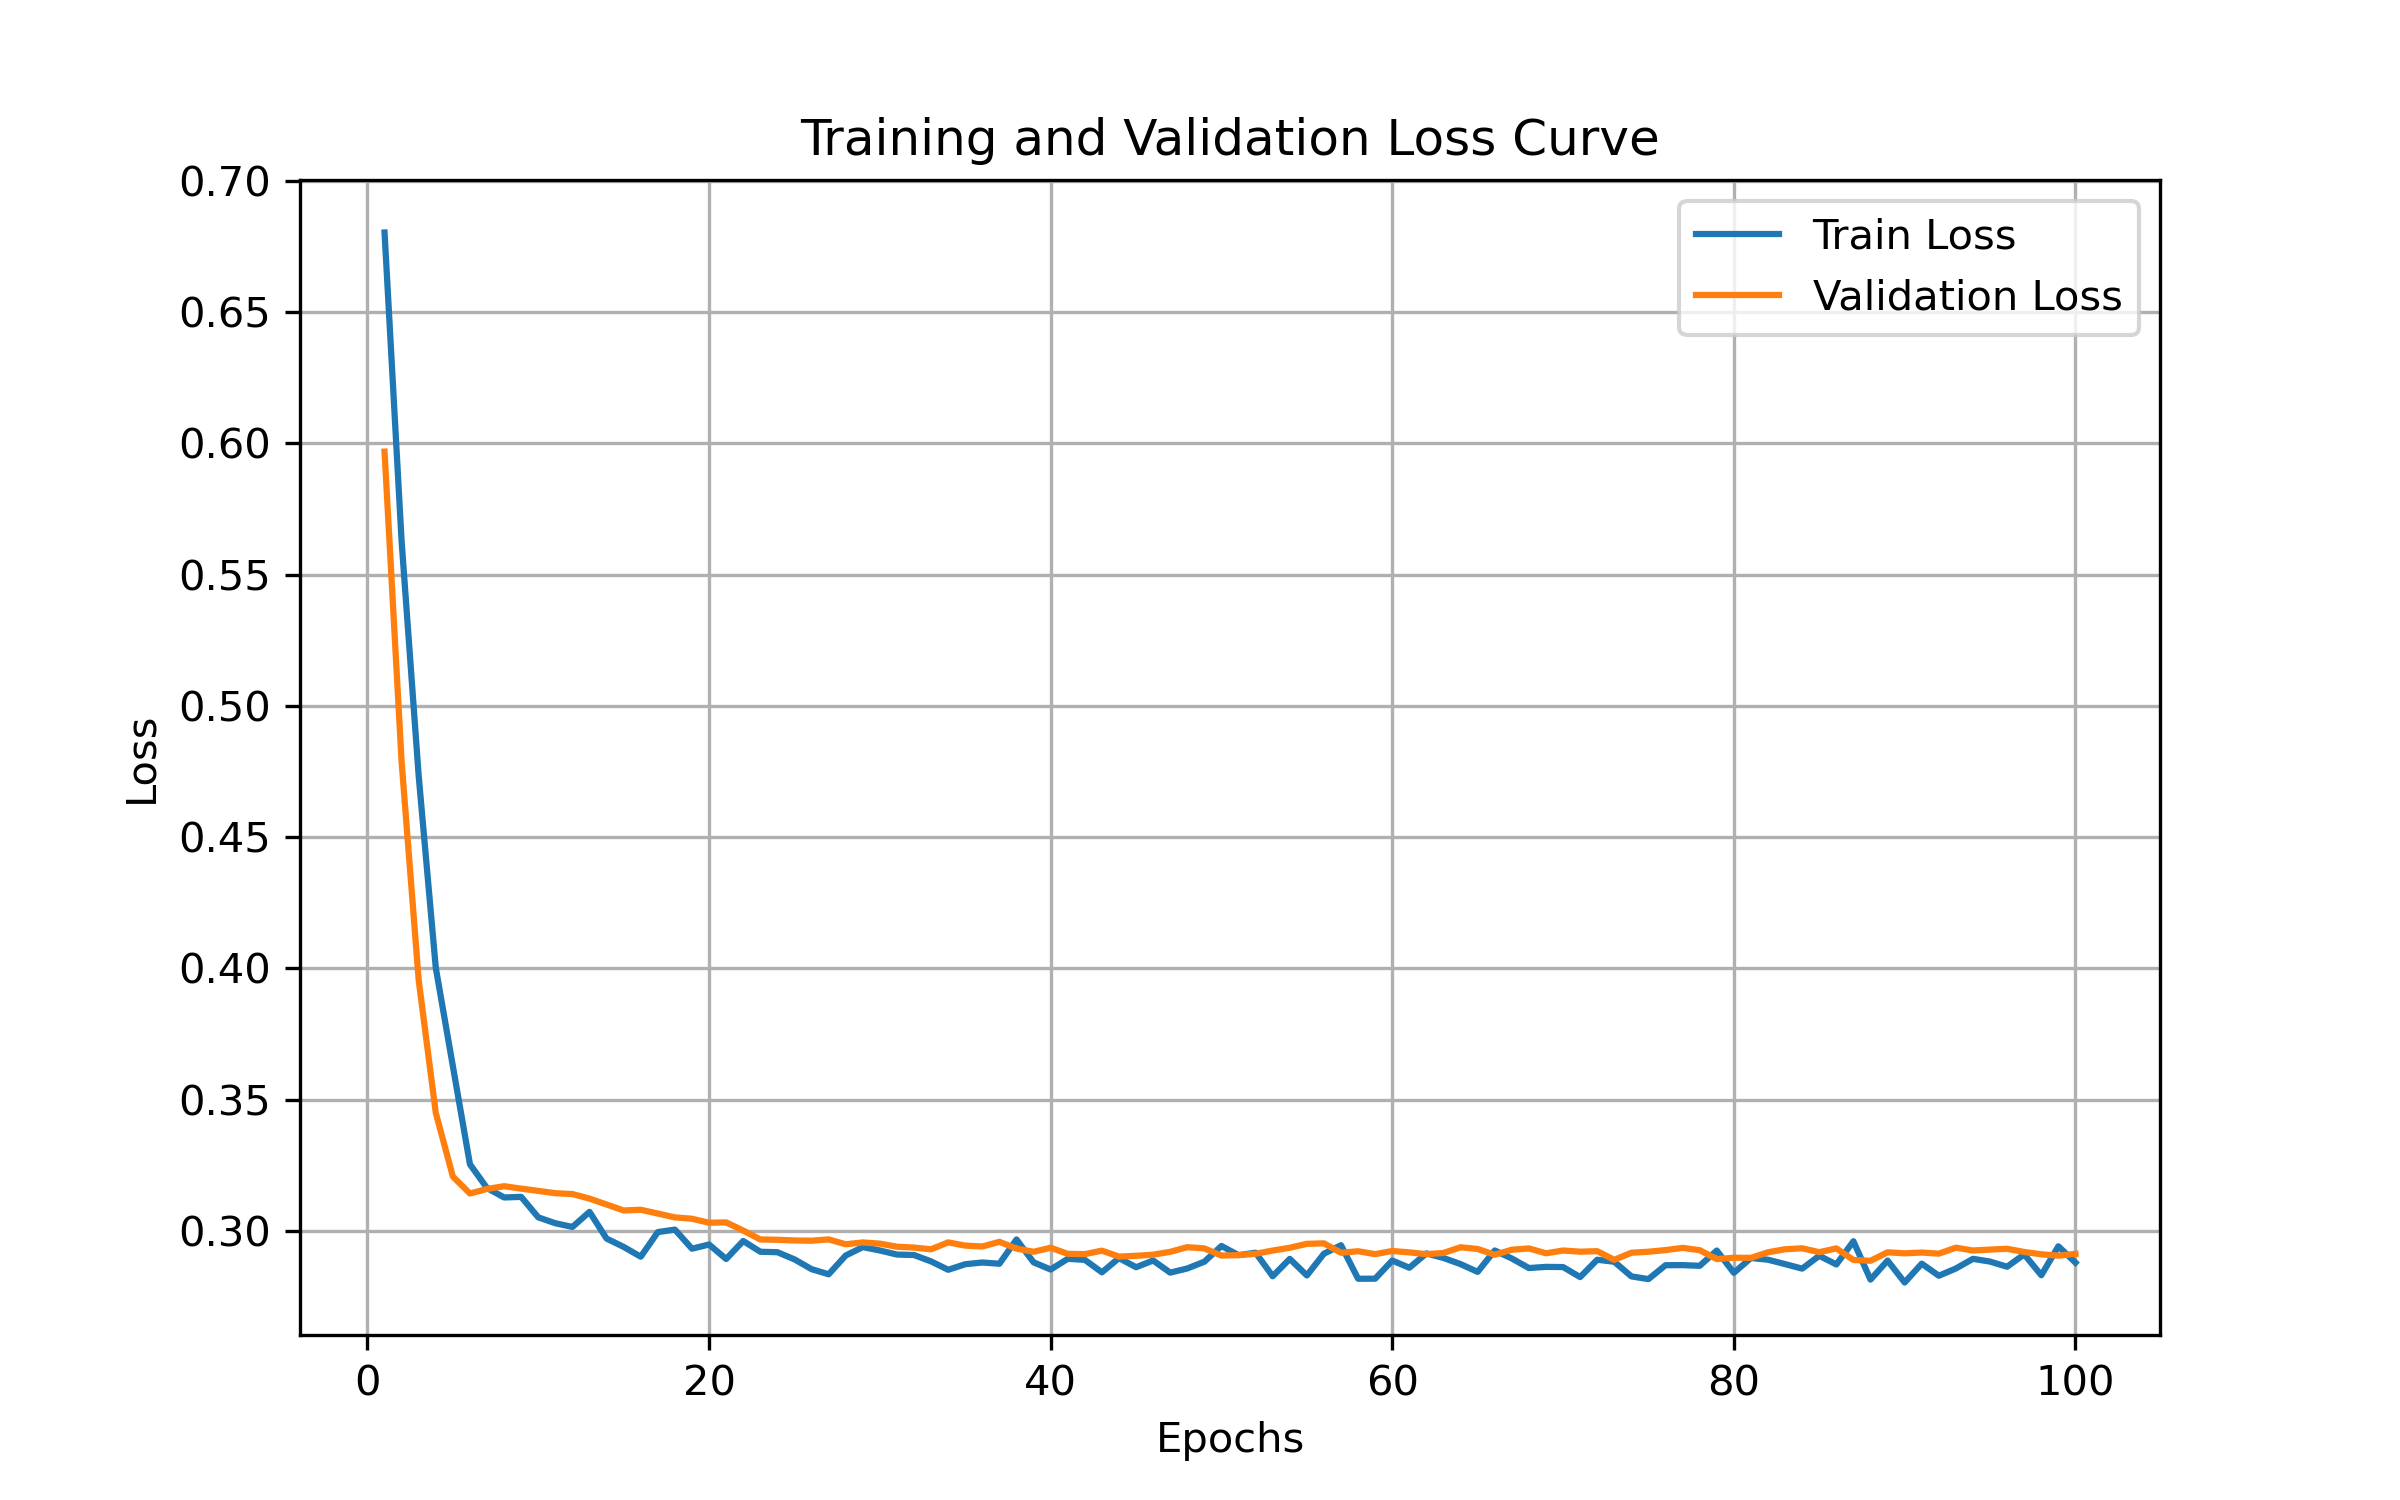 Training and Validation Loss Curve
0.70
0.65
0.60
0.55
0.50
0.45
0.40
0.35
0.30
Loss
Train Loss
Validation Loss
0 20 40 60 80 100
Epochs